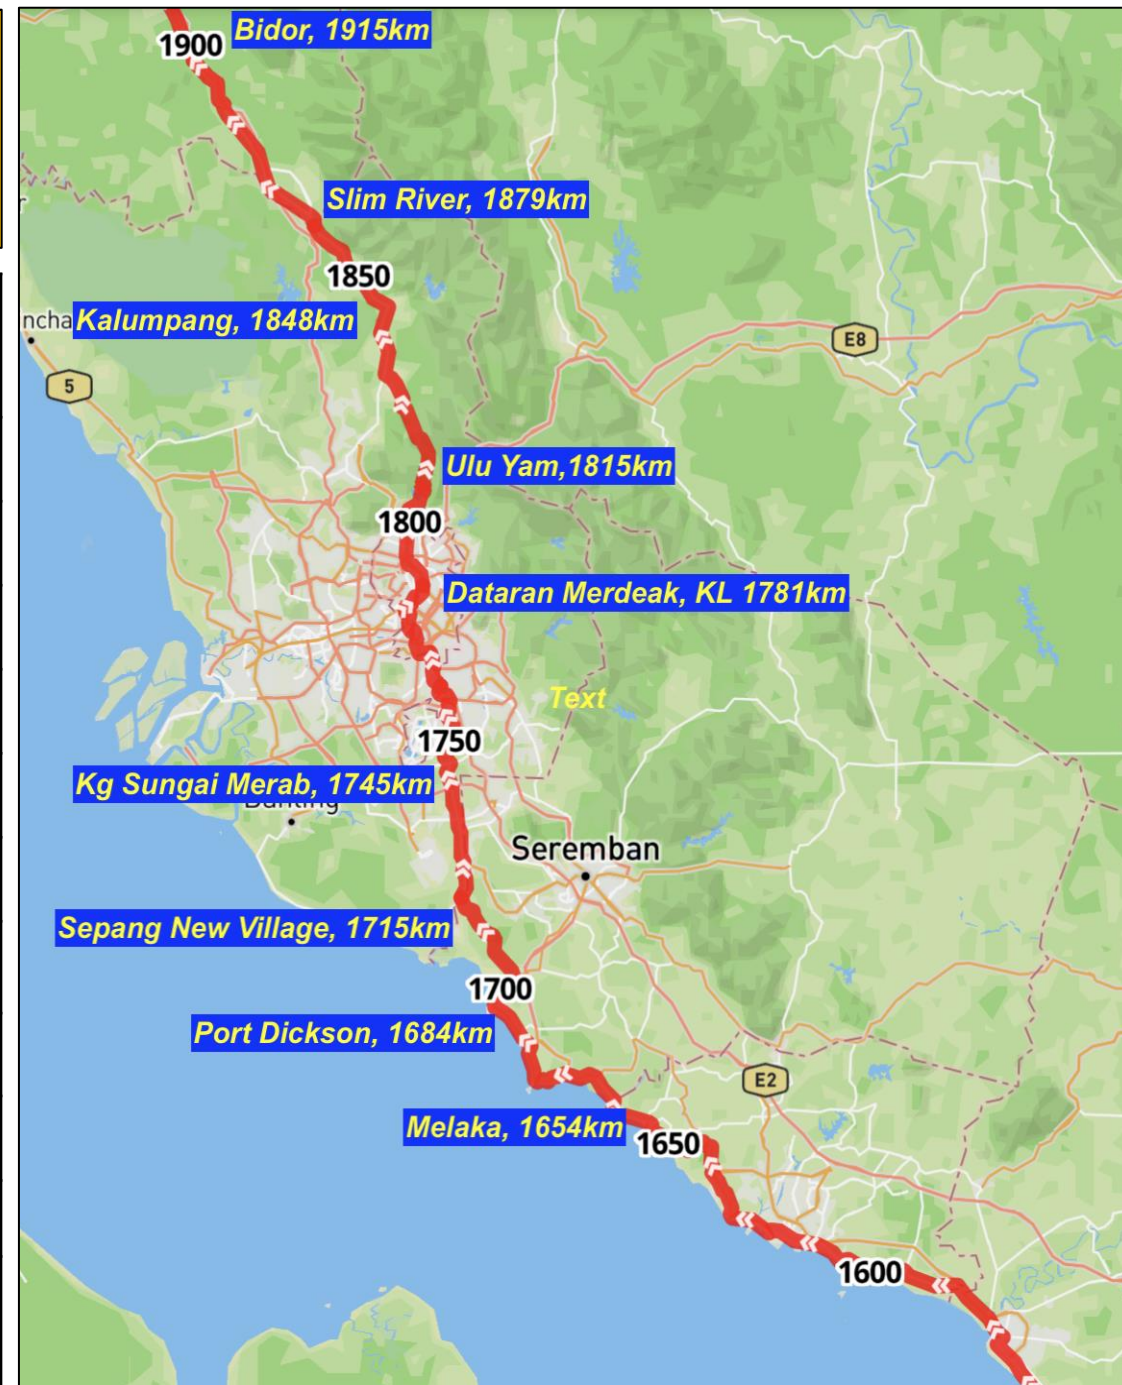 Bidor, 1915km
1900
Slim River, 1879km
1850
ncha
Kalumpang, 1848km
E8
5
Ulu Yam,1815km
1800
Dataran Merdeak, KL 1781km
Text
1750
Kg Sungai Merab, 1745km
Banting
Seremban
Sepang New Village, 1715km
1700
Port Dickson, 1684km
E2
Melaka, 1654km
1650
1600